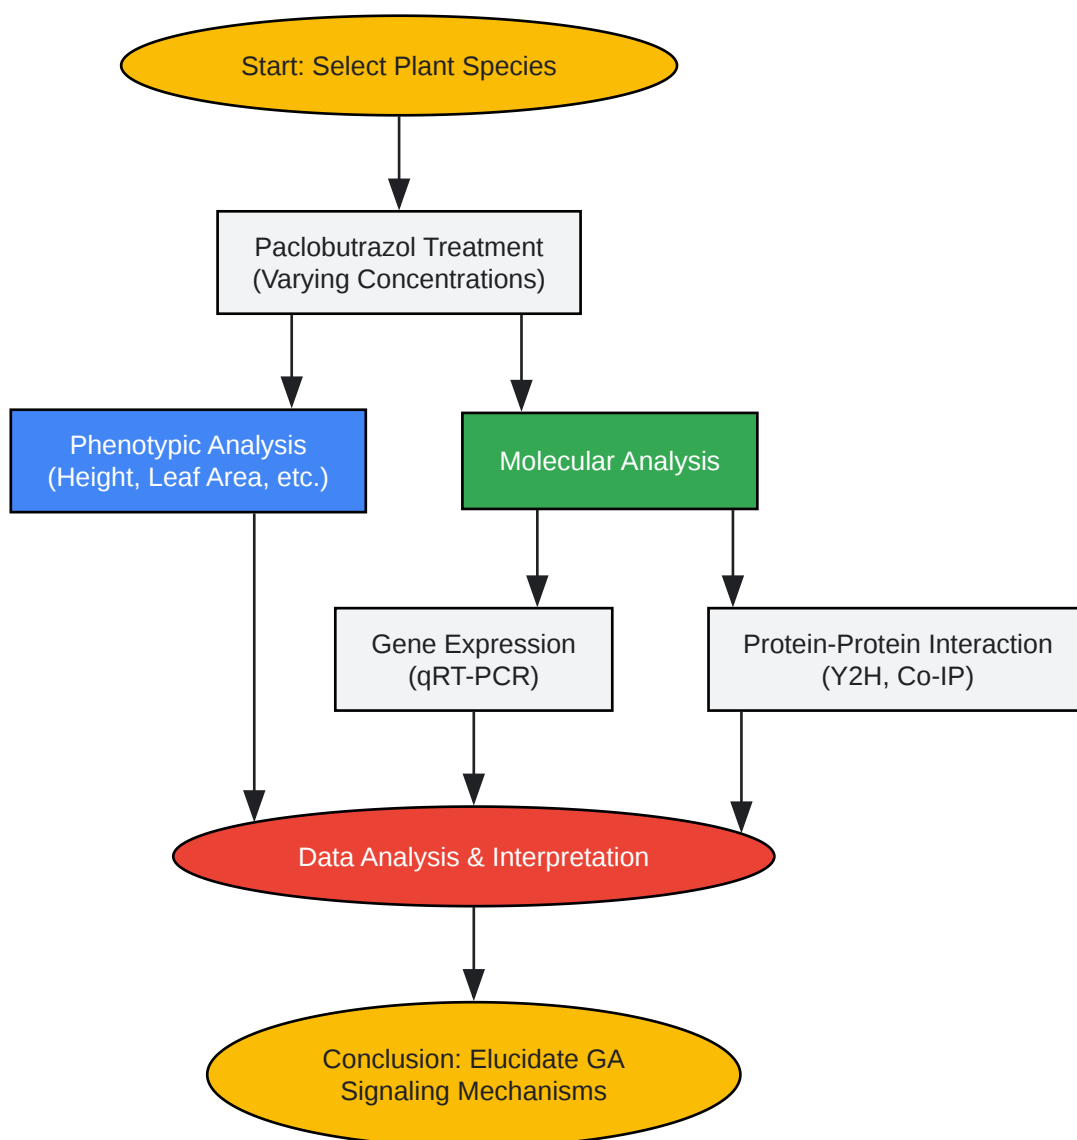 Start: Select Plant Species
Paclobutrazol Treatment
(Varying Concentrations)
Phenotypic Analysis
(Height, Leaf Area, etc.)
Molecular Analysis
Gene Expression
(qRT-PCR)
Protein-Protein Interaction
(Y2H, Co-IP)
Data Analysis & Interpretation
Conclusion: Elucidate GA
Signaling Mechanisms